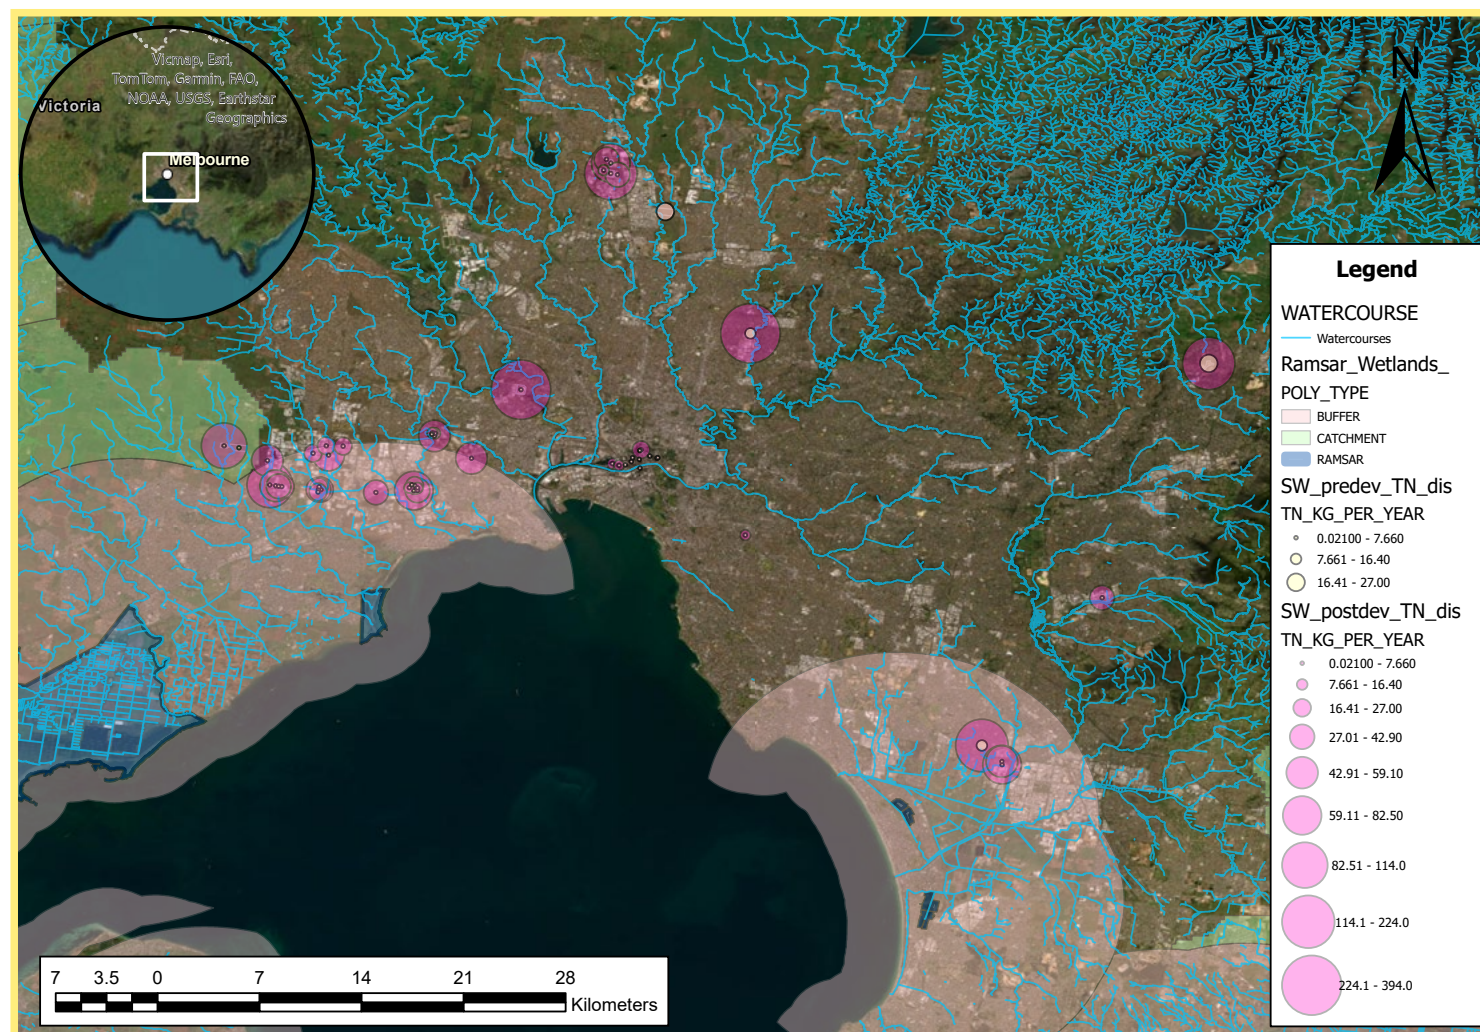 Vicmap, Esri,
TomTom, Garmin, FAO,
NOAA, USGS, Earthstar
Geographics
Victoria
Melbourne
N
Legend
WATERCOURSE
Watercourses
Ramsar_Wetlands_
POLY_TYPE
BUFFER
CATCHMENT
RAMSAR
SW_predev_TN_dis
TN_KG_PER_YEAR
0.02100 - 7.660
7.661 - 16.40
16.41 - 27.00
SW_postdev_TN_dis
TN_KG_PER_YEAR
0.02100 - 7.660
7.661 - 16.40
16.41 - 27.00
27.01 - 42.90
42.91 - 59.10
59.11 - 82.50
82.51 - 114.0
114.1 - 224.0
224.1 - 394.0
7 3.5 0 7 14 21 28
Kilometers